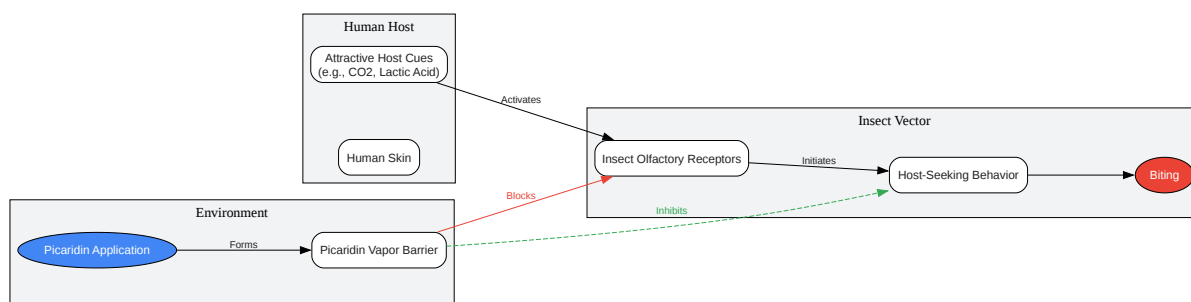 Human Host
Attractive Host Cues
(e.g., CO2, Lactic Acid)
Activates
Human Skin
Insect Vector
Insect Olfactory Receptors
Initiates
Host-Seeking Behavior
Biting
Blocks
Inhibits
Environment
Picaridin Application
Forms
Picaridin Vapor Barrier